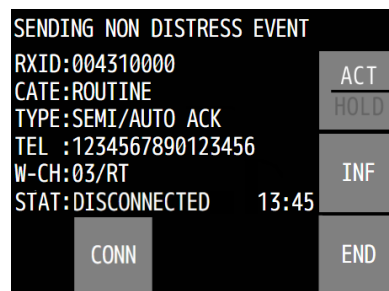 SENDING NON DISTRESS EVENT
RXID:004310000
CATE:ROUTINE
TYPE:SEMI/AUTO ACK
TEL :1234567890123456
W-CH:03/RT
STAT:DISCONNECTED 13:45
ACT
HOLD
INF
CONN
END